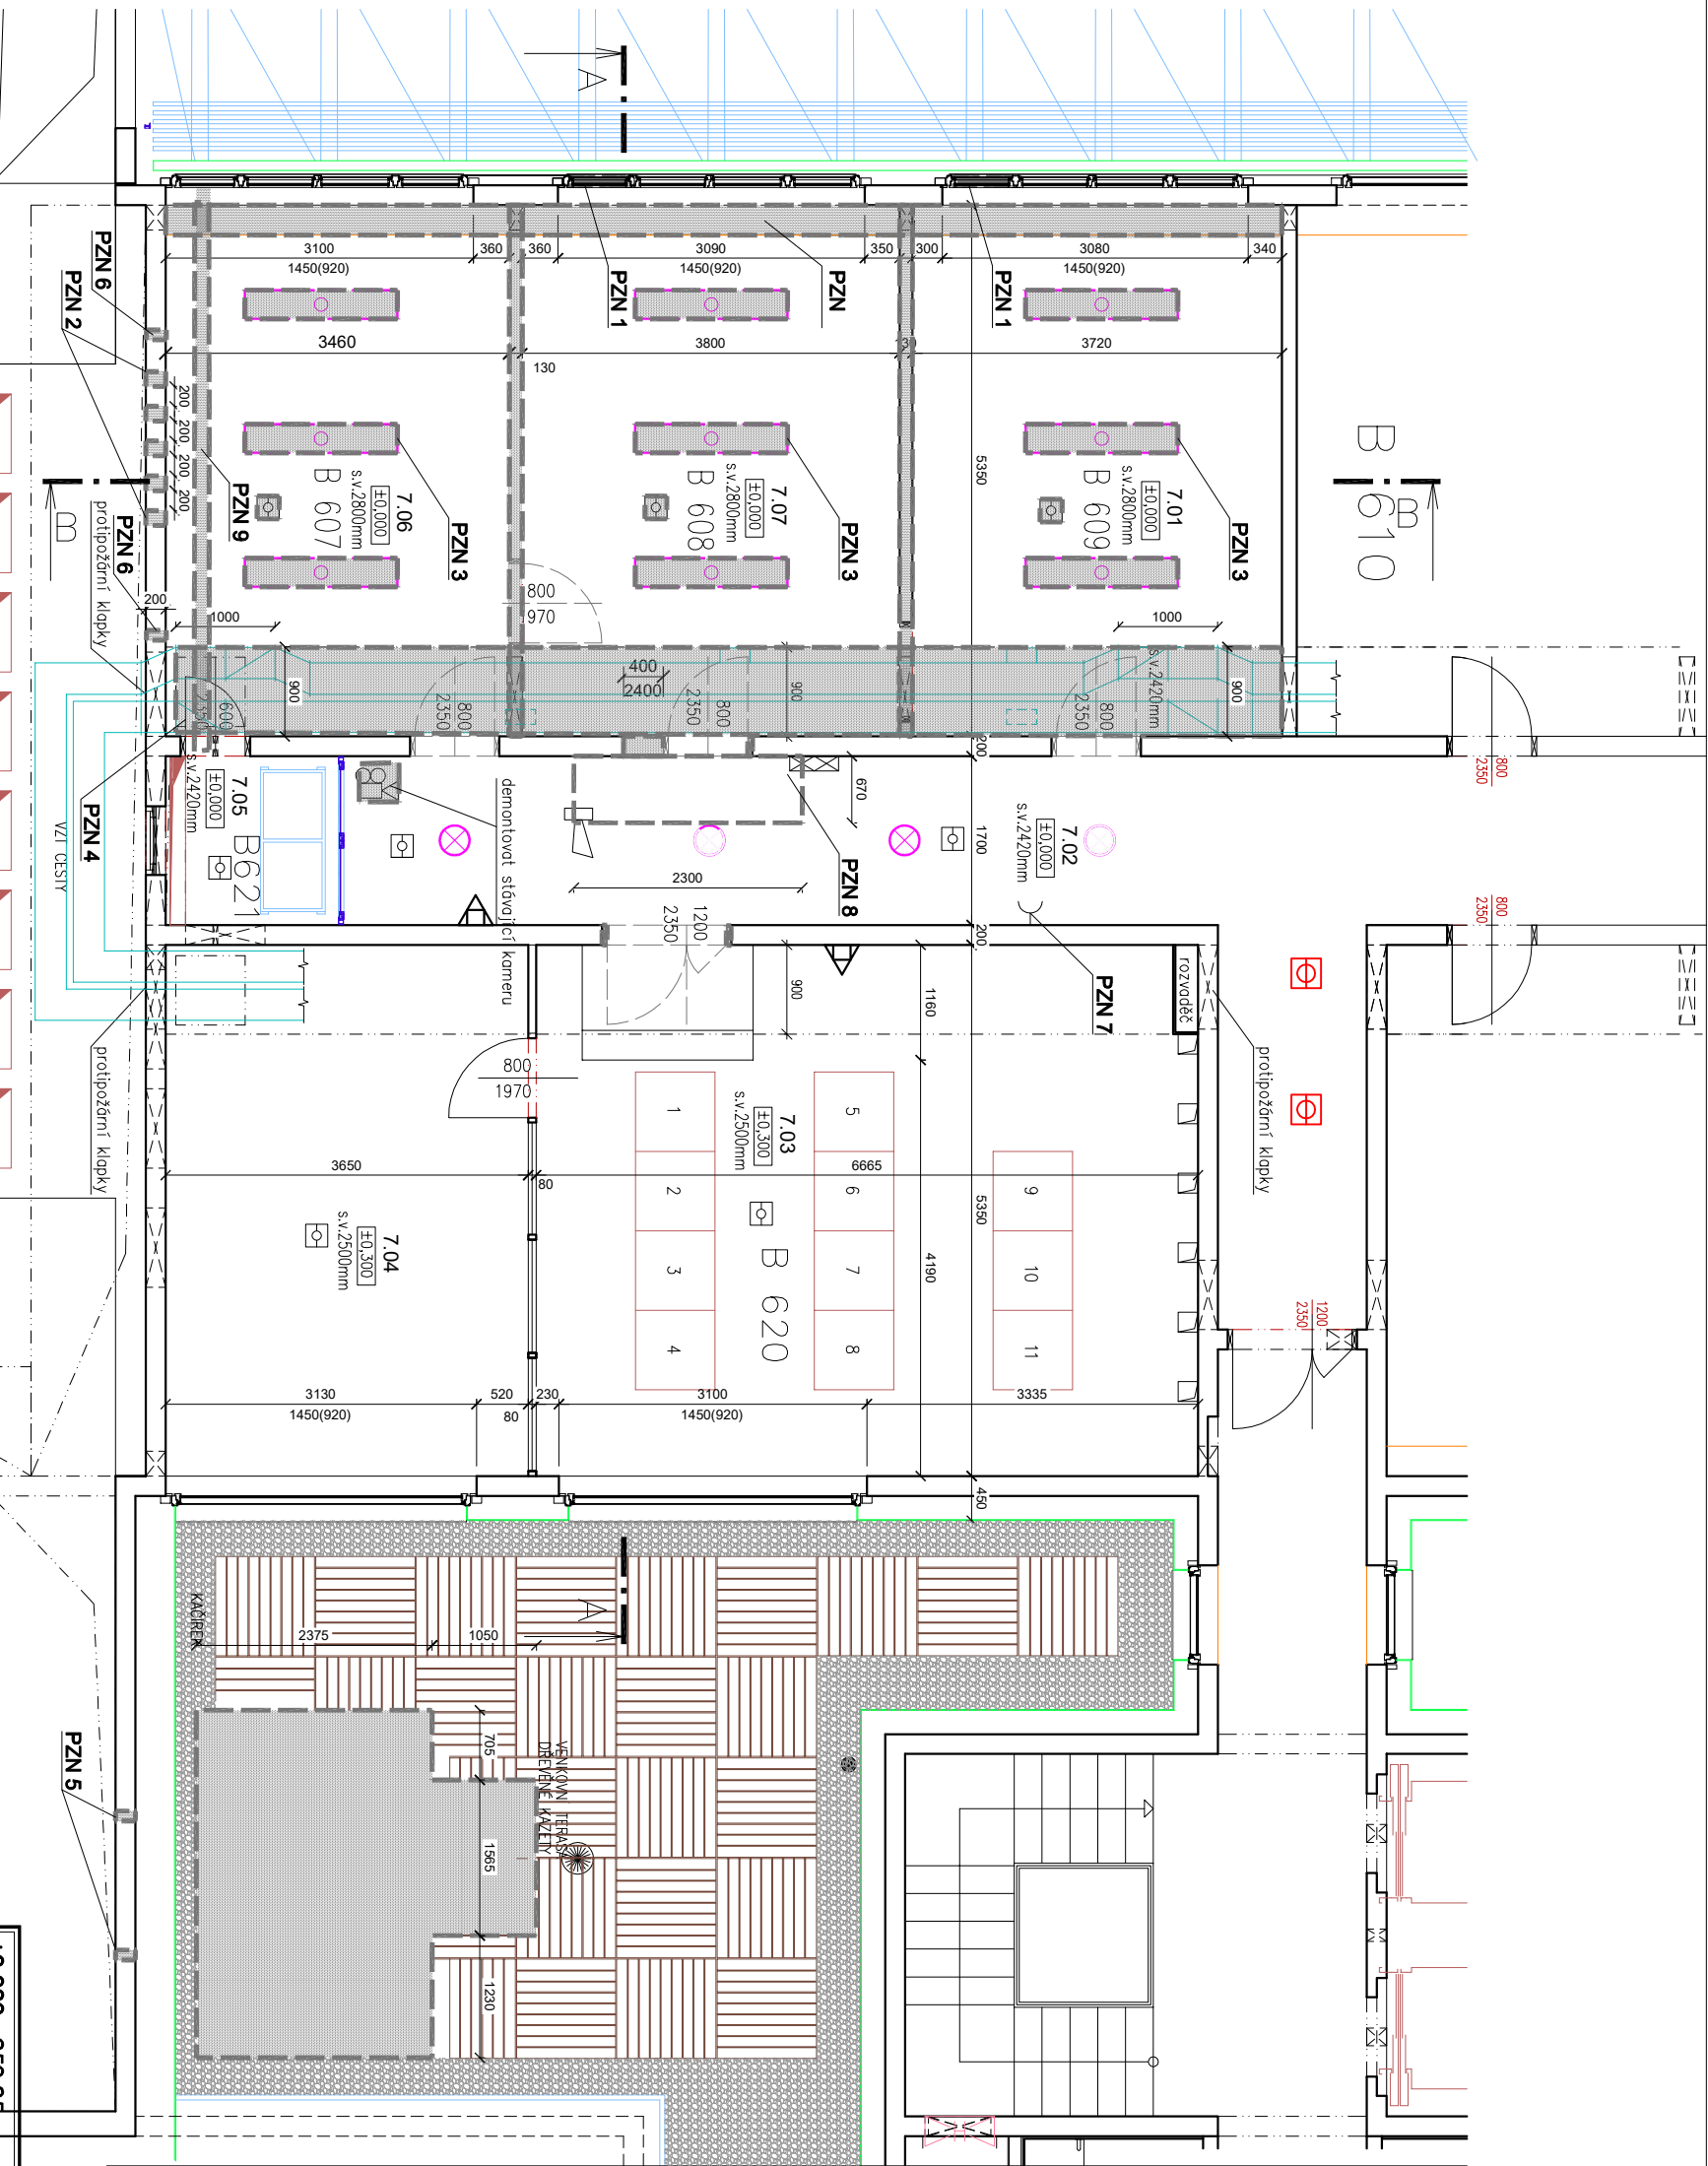 A
B 610
B
3100
360
360
3090
350
300
3080
340
1450(920)
1450(920)
1450(920)
PZN 6
PZN 2
PZN 1
PZN
PZN 1
3460
130
3800
3720
5350
200
200
200
200
7.06
±0,000
s.v.2800mm
B 607
PZN 3
PZN 9
7.07
±0,000
s.v.2800mm
B 608
PZN 3
7.01
±0,000
s.v.2800mm
B 609
PZN 3
B
PZN 6
protipožární klapky
200
1000
800
970
1000
900
600
2350
800
2350
400
2400
800
2350
900
s.v.2420mm
800
2350
900
200
800
2350
PZN 4
VZT CESTY
7.05
±0,000
s.v.2420mm
B621
demontovat stávající kameru
670
PZN 8
2300
1700
7.02
±0,000
s.v.2420mm
PZN 7
800
2350
1200
2350
200
900
1160
rozvaděč
protipožární klapky
protipožární klapky
800
1970
3650
80
6665
5350
4190
7.03
±0,300
s.v.2500mm
B 620
7.04
±0,300
s.v.2500mm
1
2
3
4
5
6
7
8
9
10
11
1200
2350
3130
520
230
3100
3335
1450(920)
80
1450(920)
450
A
KAČÍREK
2375
1050
705
1565
1230
DŘEVĚNÉ KAZETY
PZN 5